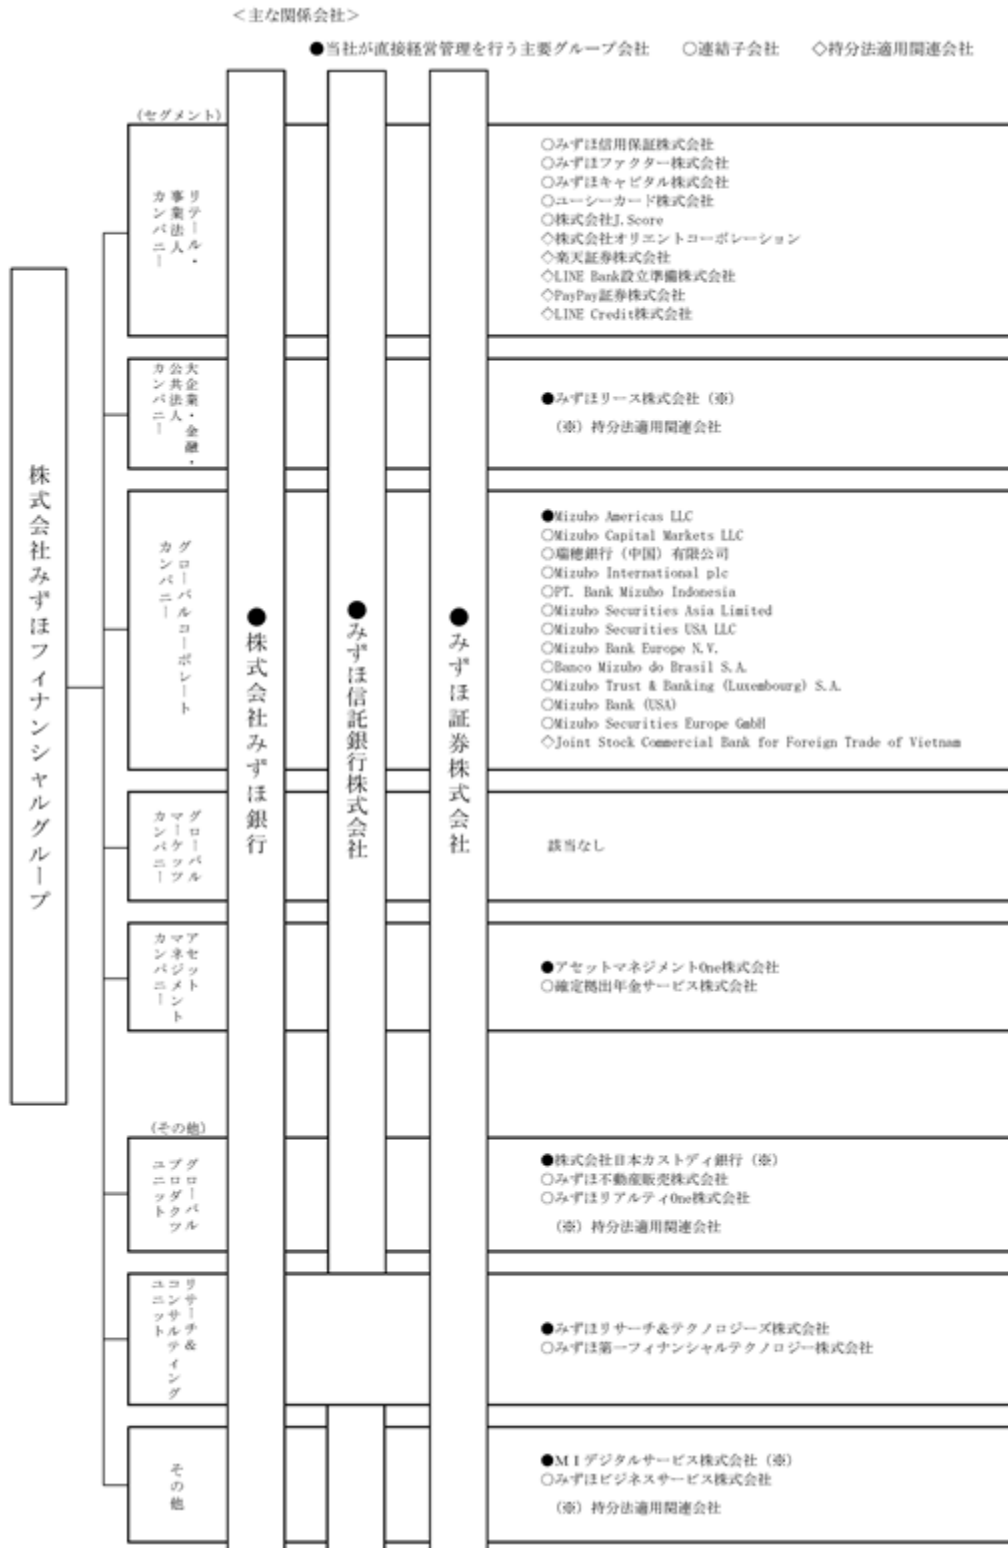 ＜主な関係会社＞
●当社が直接経営管理を行う主要グループ会社　○連結子会社　◇持分法適用関連会社
株式会社みずほフィナンシャルグループ
●株式会社みずほ銀行
●みずほ信託銀行株式会社
●みずほ証券株式会社
(セグメント)
リテール・
事業法人
カンパニー
○みずほ信用保証株式会社
○みずほファクター株式会社
○みずほキャピタル株式会社
○ユーシーカード株式会社
○株式会社J.Score
◇株式会社オリエントコーポレーション
◇楽天証券株式会社
◇LINE Bank設立準備株式会社
◇PayPay証券株式会社
◇LINE Credit株式会社
大企業・金融・
公共法人
カンパニー
●みずほリース株式会社（※）
（※）持分法適用関連会社
グローバルコーポレート
カンパニー
●Mizuho Americas LLC
○Mizuho Capital Markets LLC
○瑞穂銀行（中国）有限公司
○Mizuho International plc
○PT. Bank Mizuho Indonesia
○Mizuho Securities Asia Limited
○Mizuho Securities USA LLC
○Mizuho Bank Europe N.V.
○Banco Mizuho do Brasil S.A.
○Mizuho Trust & Banking (Luxembourg) S.A.
○Mizuho Bank (USA)
○Mizuho Securities Europe GmbH
◇Joint Stock Commercial Bank for Foreign Trade of Vietnam
グローバル
マーケッツ
カンパニー
該当なし
アセット
マネジメント
カンパニー
●アセットマネジメントOne株式会社
○確定拠出年金サービス株式会社
(その他)
グローバル
プロダクツ
ユニット
●株式会社日本カストディ銀行（※）
○みずほ不動産販売株式会社
○みずほリアルティOne株式会社
（※）持分法適用関連会社
リサーチ＆
コンサルティング
ユニット
●みずほリサーチ＆テクノロジーズ株式会社
○みずほ第一フィナンシャルテクノロジー株式会社
その他
●ＭＩデジタルサービス株式会社（※）
○みずほビジネスサービス株式会社
（※）持分法適用関連会社